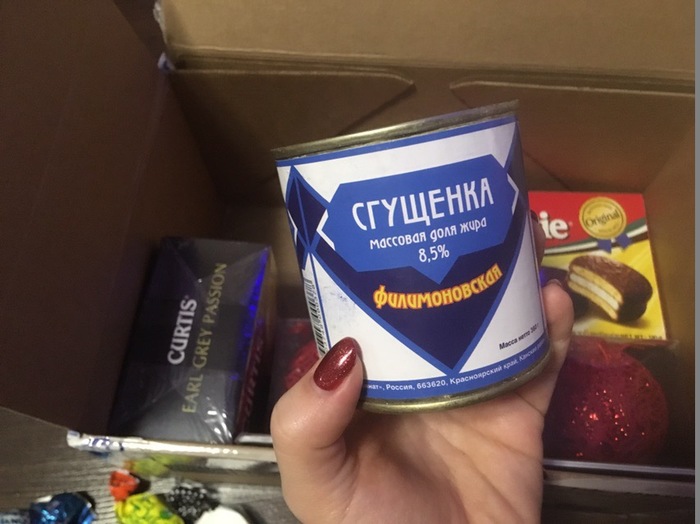 СГУЩЕНКА
массовая доля жира
8,5%
филимоновская
Масса нетто
Россия, 663620, Красноярский край,
CURTIS
EARL GREY PASSION
Original